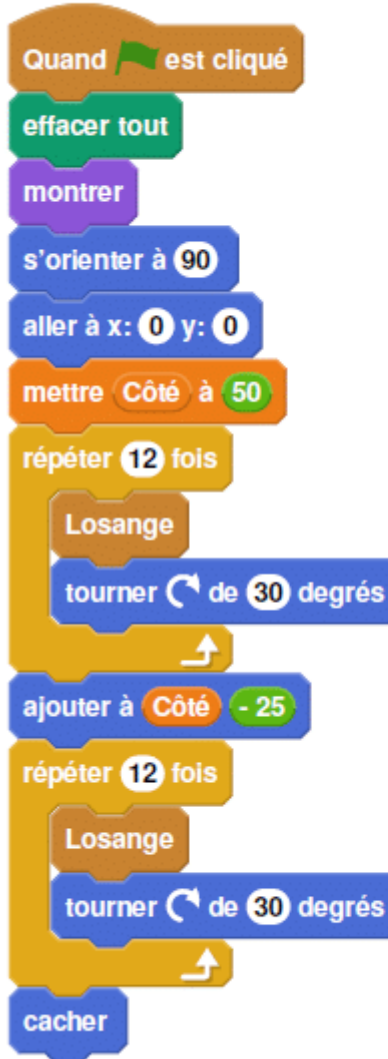 Quand est cliqué
effacer tout
montrer
s'orienter à 90
aller à x: 0 y: 0
mettre Côté à 50
répéter 12 fois
Losange
tourner de 30 degrés
ajouter à Côté - 25
répéter 12 fois
Losange
tourner de 30 degrés
cacher